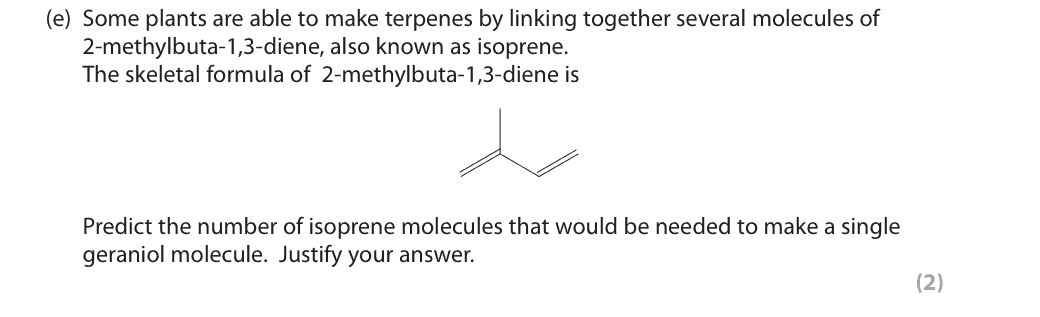 (e) Some plants are able to make terpenes by linking together several molecules of
2-methylbuta-1,3-diene, also known as isoprene.
The skeletal formula of 2-methylbuta-1,3-diene is
Predict the number of isoprene molecules that would be needed to make a single
geraniol molecule. Justify your answer.
(2)